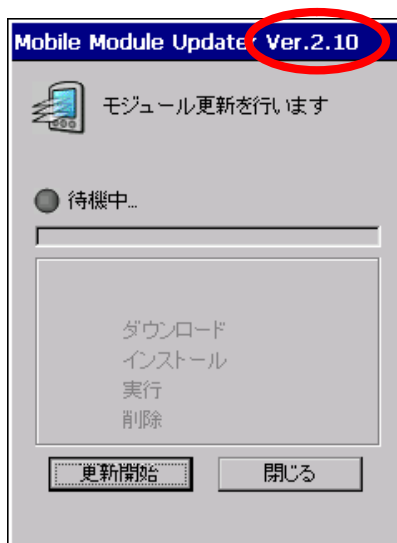 Mobile Module Updater Ver.2.10
モジュール更新を行います
待機中...
ダウンロード
インストール
実行
削除
更新開始
閉じる